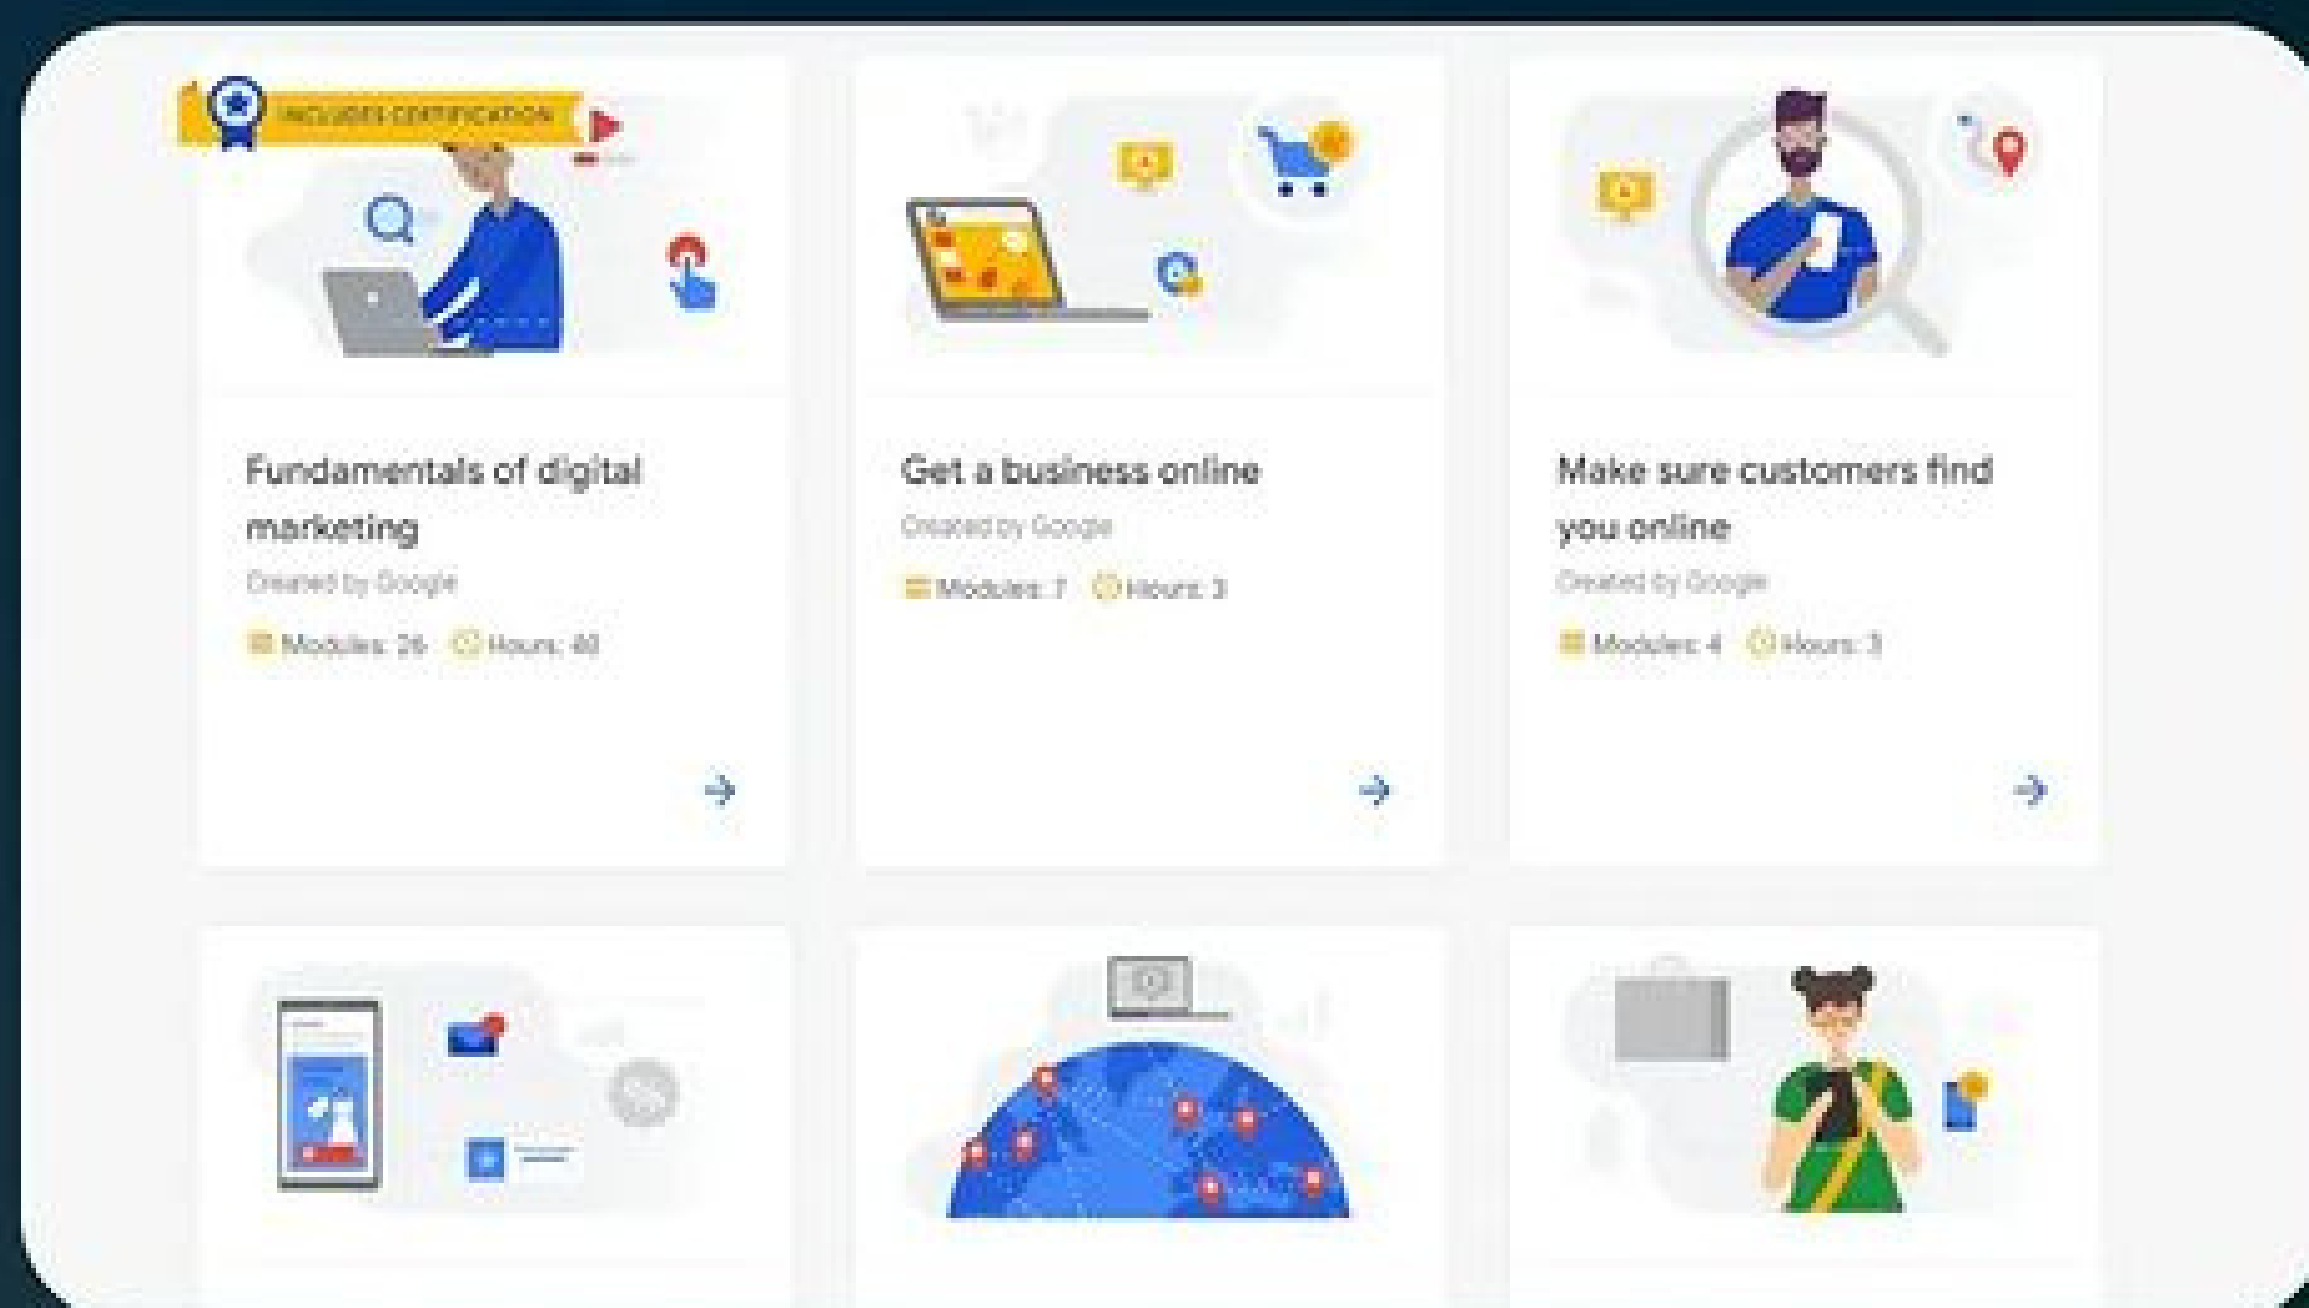 INCLUDES CERTIFICATION
Fundamentals of digital
marketing
Created by Google
Modules: 26 Hours: 40
Get a business online
Created by Google
Modules: 7 Hours: 3
Make sure customers find
you online
Created by Google
Modules: 4 Hours: 3